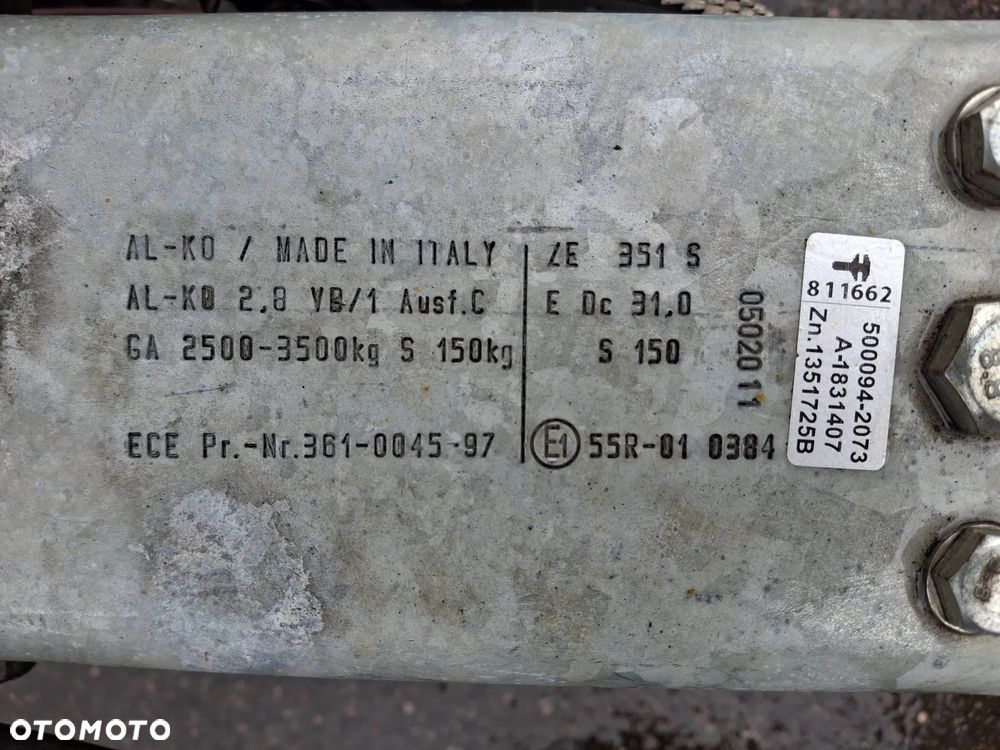 AL-KO / MADE IN ITALY
AL-KO 2,8 VB/1 Ausf.C
GA 2500-3500kg S 150kg
ECE Pr.-Nr.361-0045-97
ZE 351 S
E Dc 31.0
S 150
E1 55R-01 0384
0502011
811662
500094-2073
A-1831407
Zn.1351725B
8.8
OTOMOTO